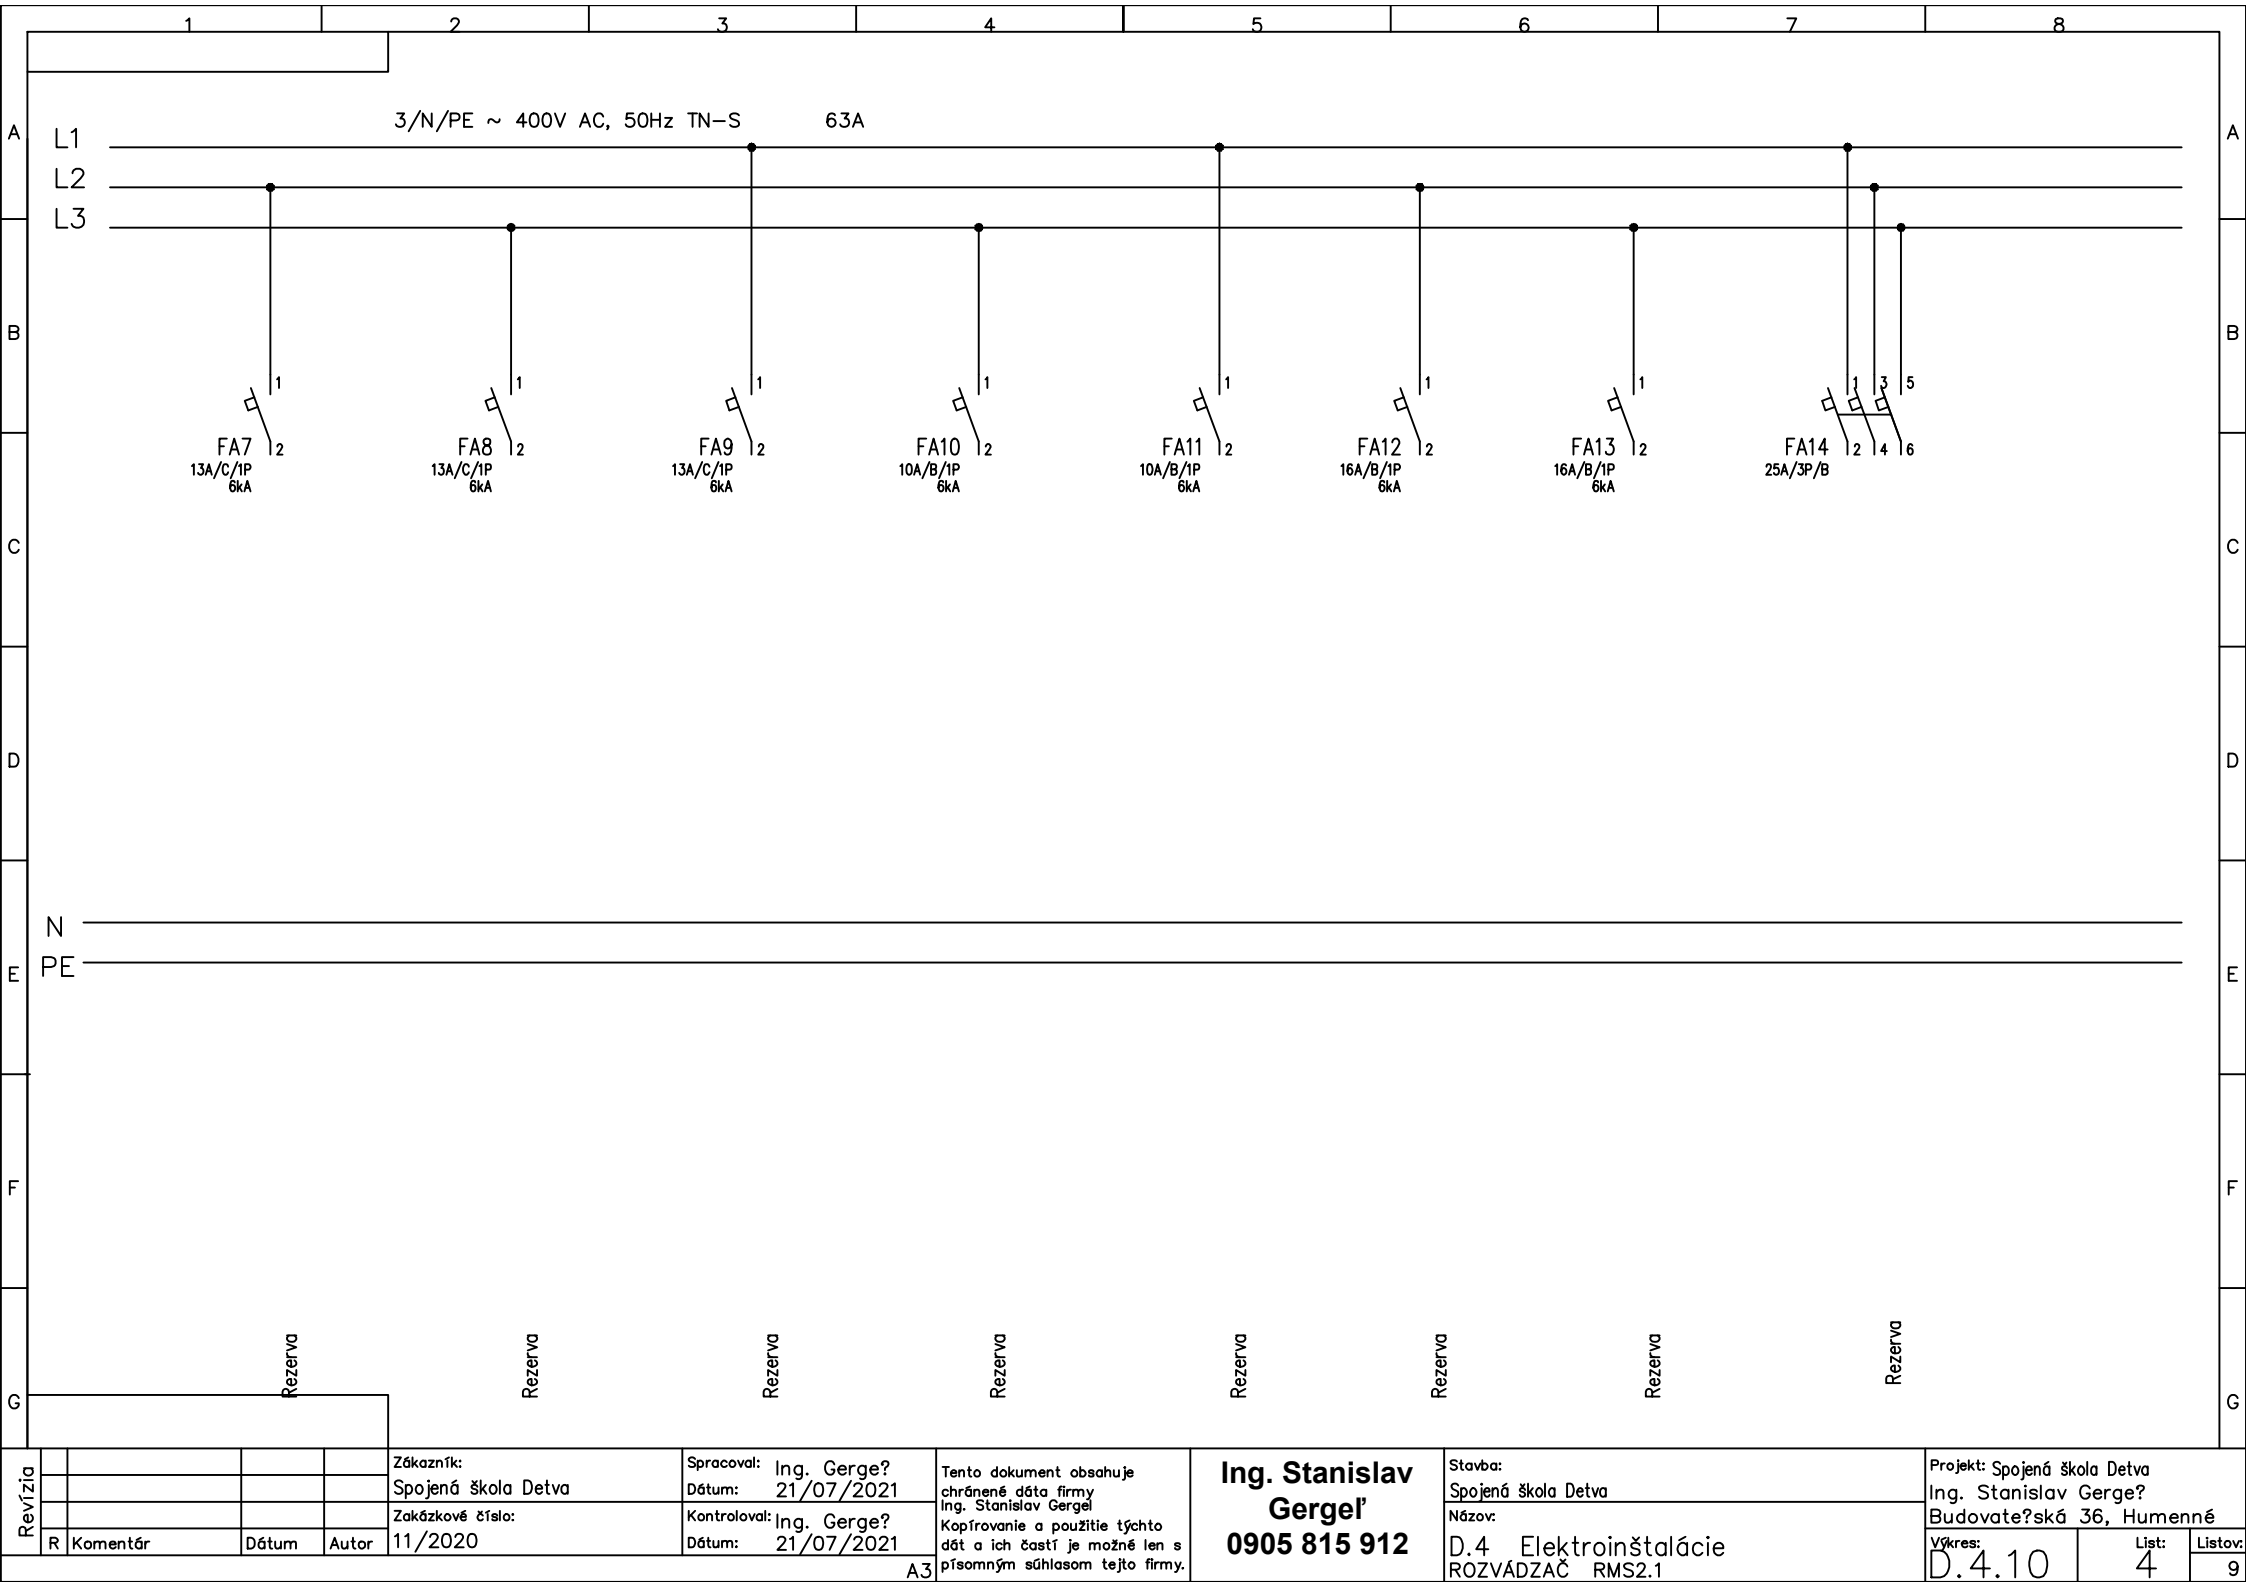 1 2 3 4 5 6 7 8
A A
3/N/PE ~ 400V AC, 50Hz TN-S 63A
L1
L2
L3
B B
1 1 1 1 1 1 1 1 3 5
FA7 2 FA8 2 FA9 2 FA10 2 FA11 2 FA12 2 FA13 2 FA14 2 4 6
13A/C/1P 13A/C/1P 13A/C/1P 10A/B/1P 10A/B/1P 16A/B/1P 16A/B/1P 25A/3P/B
6kA 6kA 6kA 6kA 6kA 6kA 6kA
C C
D D
N
PE
E E
F F
Rezerva Rezerva Rezerva Rezerva Rezerva Rezerva Rezerva Rezerva
G G
Revízia
R Komentár Dátum Autor
Zákazník:
Spojená škola Detva
Zakázkové číslo:
11/2020
Spracoval: Ing. Gerge?
Dátum: 21/07/2021
Kontroloval: Ing. Gerge?
Dátum: 21/07/2021
A3
Tento dokument obsahuje
chránené dáta firmy
Ing. Stanislav Gergel
Kopírovanie a použitie týchto
dát a ich častí je možné len s
písomným súhlasom tejto firmy.
Ing. Stanislav
Gergeľ
0905 815 912
Stavba:
Spojená škola Detva
Názov:
D.4 Elektroinštalácie
ROZVÁDZAČ RMS2.1
Projekt: Spojená škola Detva
Ing. Stanislav Gerge?
Budovate?ská 36, Humenné
Výkres: List: Listov:
D.4.10 4 9